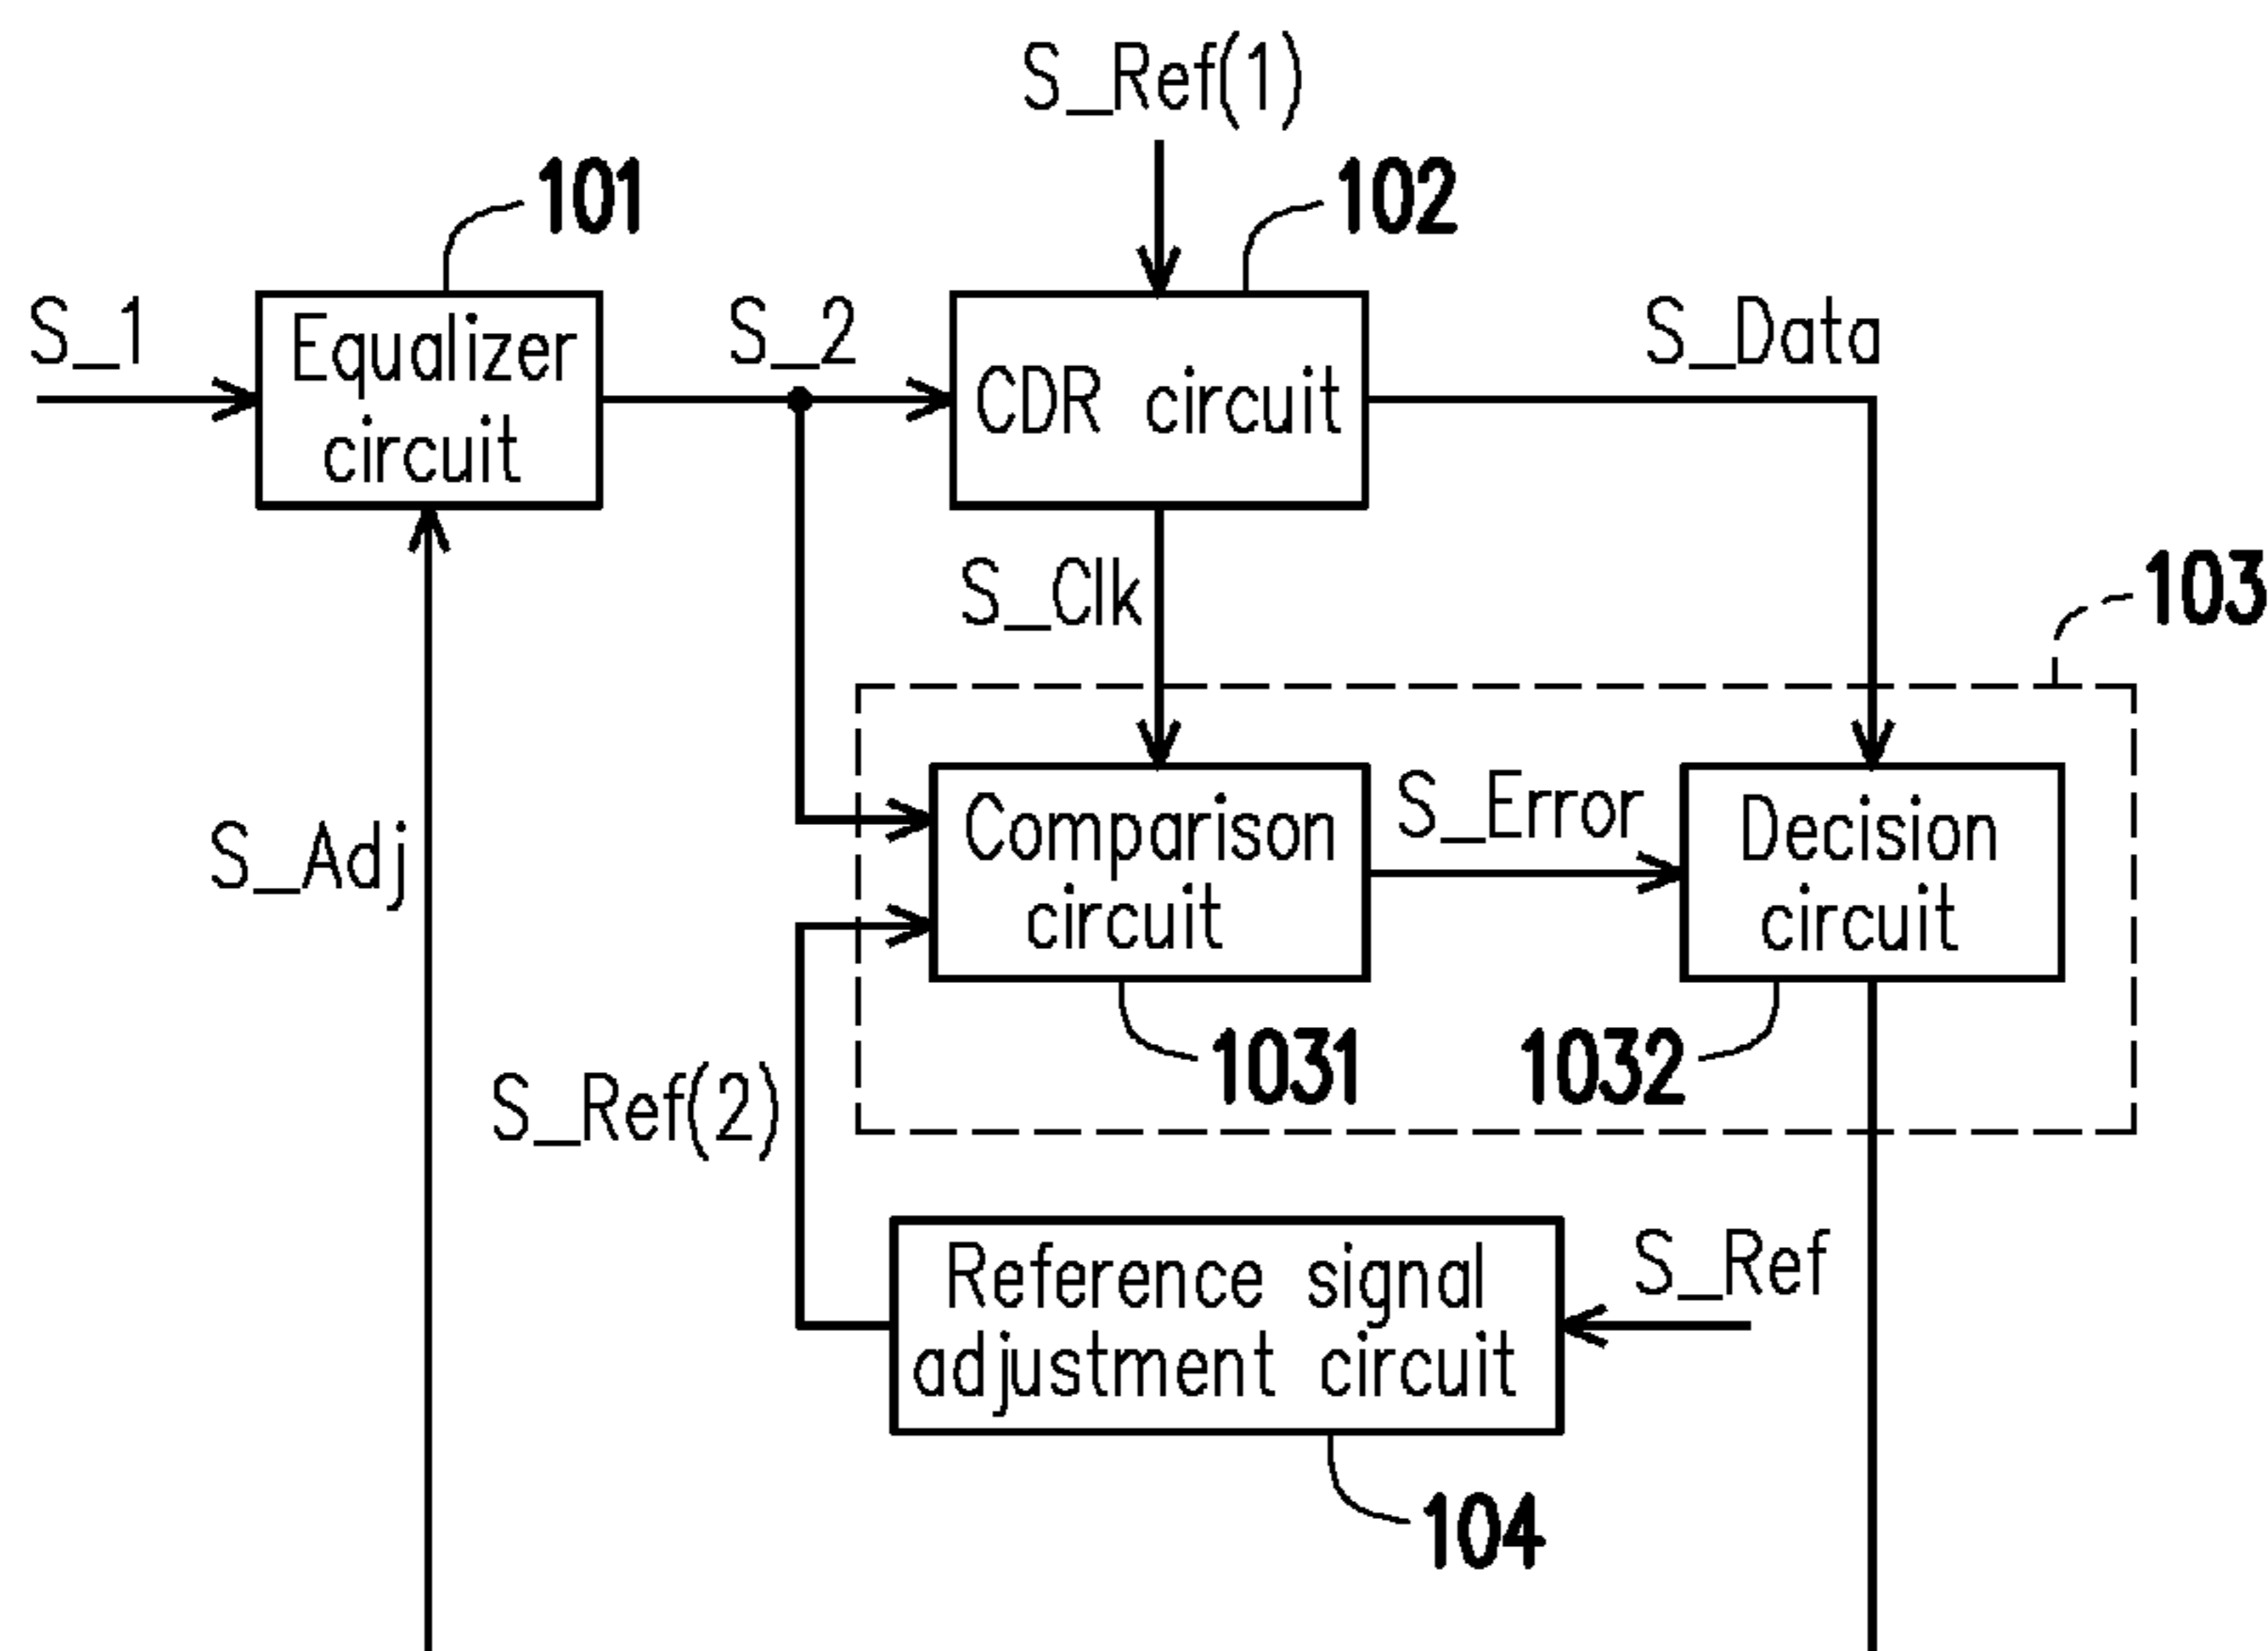 S_Ref(1)
101
102
S_1
Equalizer
circuit
S_2
CDR circuit
S_Data
S_Clk
103
S_Adj
Comparison
circuit
S_Error
Decision
circuit
1031
1032
S_Ref(2)
Reference signal
adjustment circuit
S_Ref
104